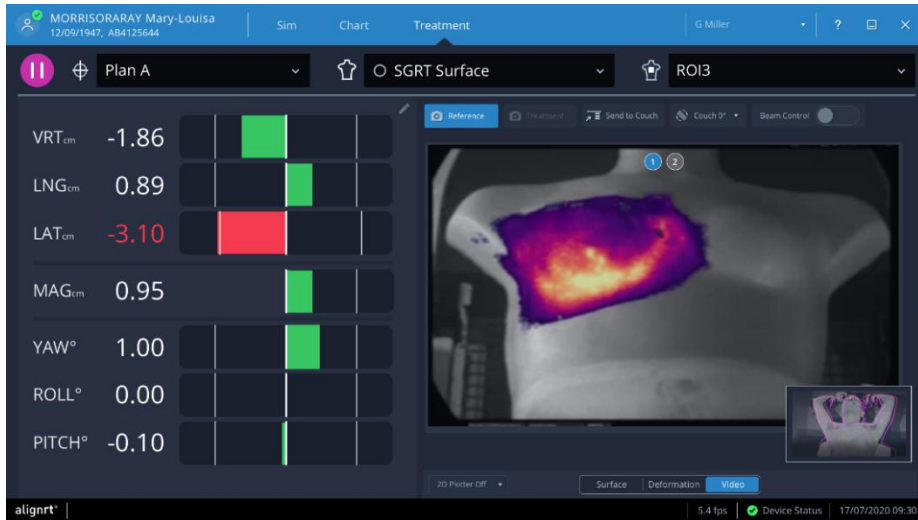 MORRISORARAY Mary-Louisa
12/09/1947, AB4125644
Sim
Chart
Treatment
G Miller
?
Plan A
SGRT Surface
ROI3
VRTcm -1.86
LNGcm 0.89
LATcm -3.10
MAGcm 0.95
YAW° 1.00
ROLL° 0.00
PITCH° -0.10
Reference
Treatment
Send to Couch
Couch 0°
Beam Control
1 2
2D Plotter Off
Surface
Deformation
Video
alignrt®
5.4 fps
Device Status
17/07/2020 09:30